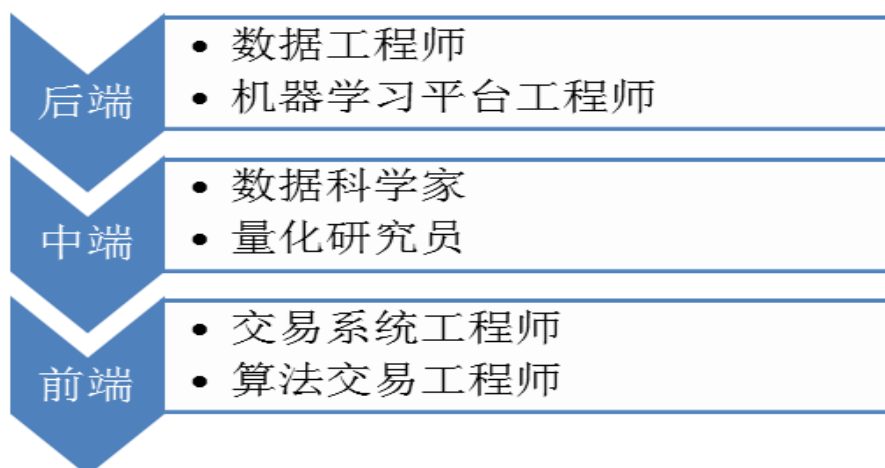 后端
• 数据工程师
• 机器学习平台工程师
中端
• 数据科学家
• 量化研究员
前端
• 交易系统工程师
• 算法交易工程师